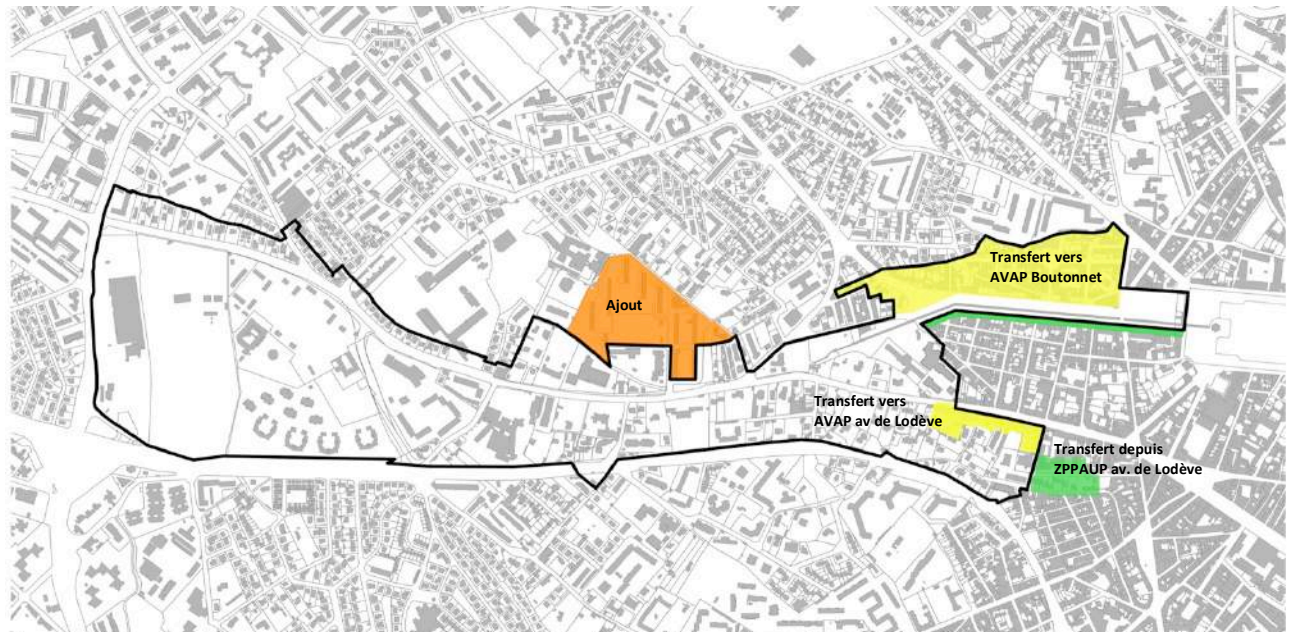 Transfert vers
AVAP Boutonnet
Ajout
Transfert vers
AVAP av de Lodève
Transfert depuis
ZPPAUP av. de Lodève